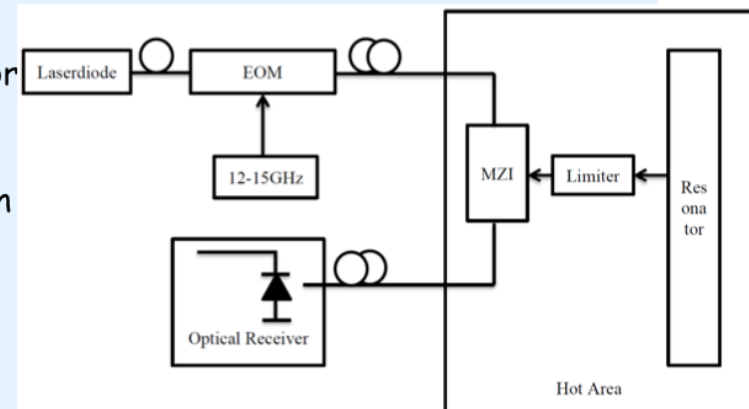 Laserdiode
EOM
12-15GHz
MZI
Limiter
Res
ona
tor
Optical Receiver
Hot Area